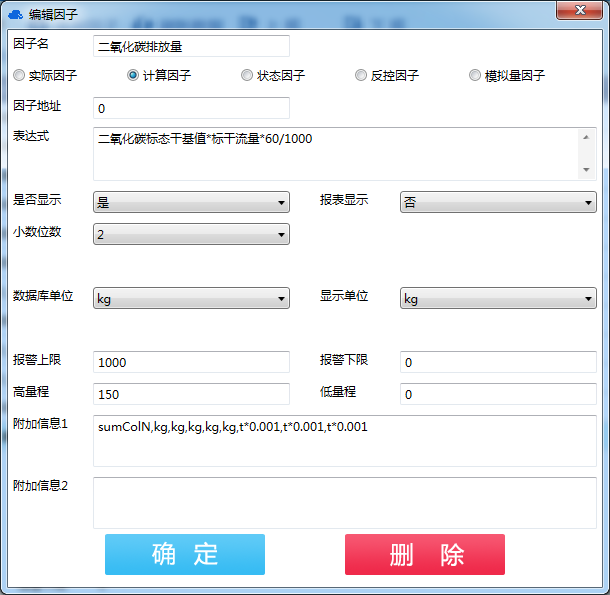 编辑因子
因子名 二氧化碳排放量
实际因子 计算因子 状态因子 反控因子 模拟量因子
因子地址 0
表达式 二氧化碳标态干基值*标干流量*60/1000
是否显示 是 报表显示 否
小数位数 2
数据库单位 kg 显示单位 kg
报警上限 1000 报警下限 0
高量程 150 低量程 0
附加信息1 sumColN,kg,kg,kg,kg,kg,t*0.001,t*0.001,t*0.001
附加信息2
确 定 删 除